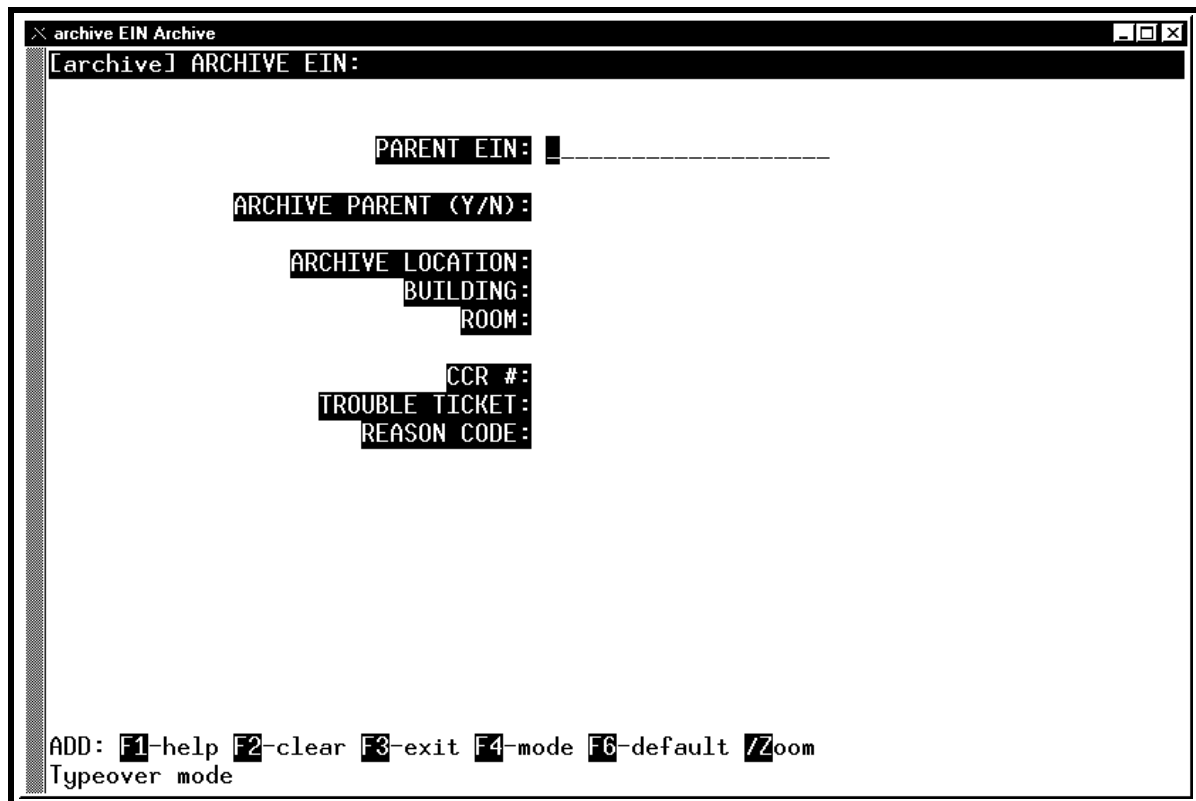 archive EIN Archive
[archive] ARCHIVE EIN:
PARENT EIN: ____________________
ARCHIVE PARENT (Y/N):
ARCHIVE LOCATION:
BUILDING:
ROOM:
CCR #:
TROUBLE TICKET:
REASON CODE:
ADD: F1-help F2-clear F3-exit F4-mode F6-default /Zoom
Typeover mode